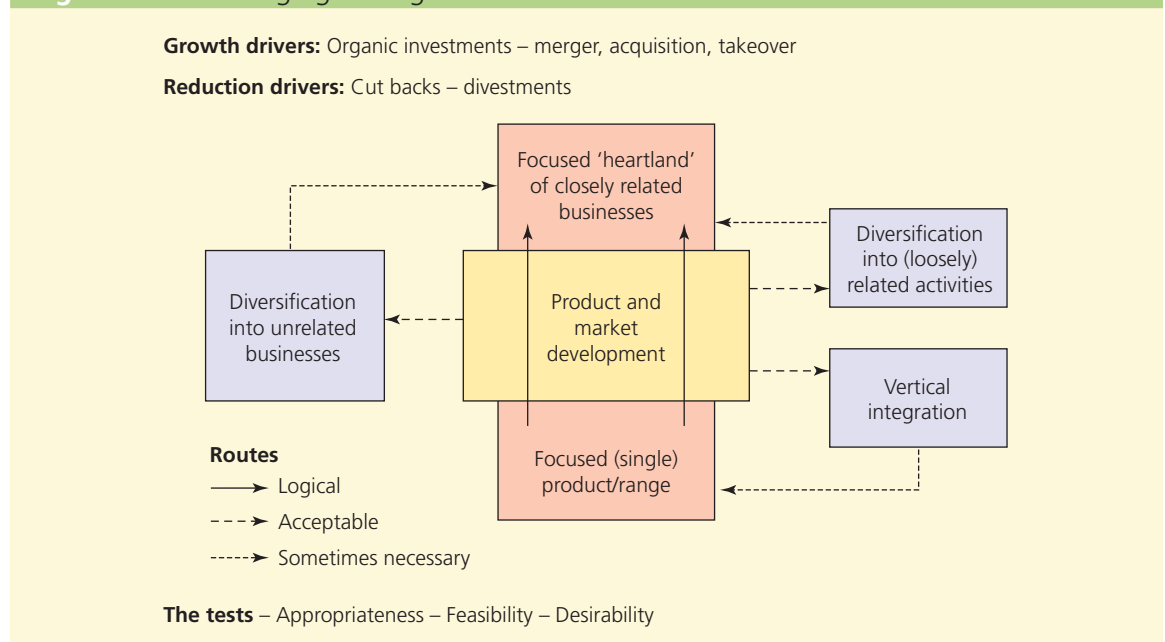 Growth drivers: Organic investments – merger, acquisition, takeover
Reduction drivers: Cut backs – divestments
Focused ‘heartland’
of closely related
businesses
Diversification
into (loosely)
related activities
Diversification
into unrelated
businesses
Product and
market
development
Vertical
integration
Focused (single)
product/range
Routes
Logical
Acceptable
Sometimes necessary
The tests – Appropriateness – Feasibility – Desirability